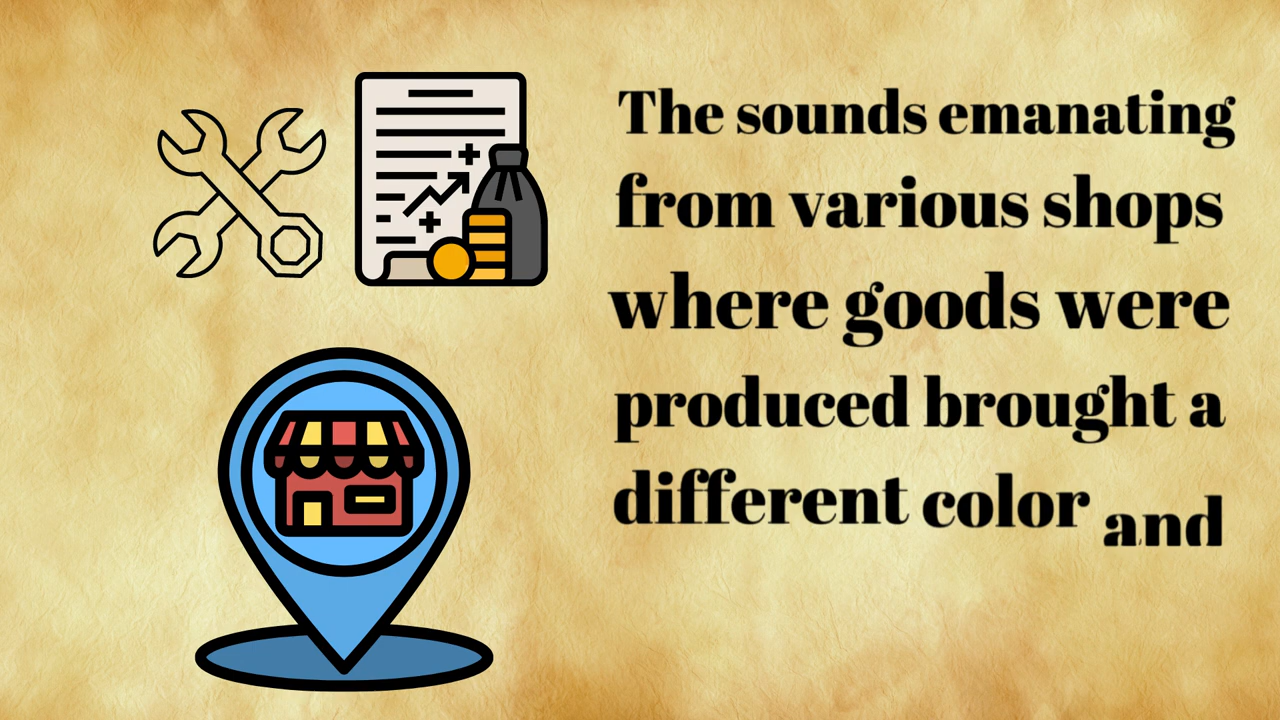 The sounds emanating
from various shops
where goods were
produced brought a
different color and